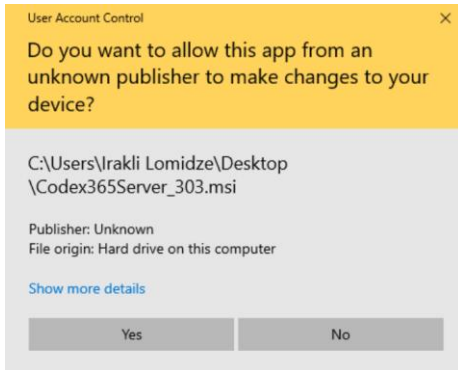 User Account Control
Do you want to allow this app from an
unknown publisher to make changes to your
device?
C:\Users\Irakli Lomidze\Desktop
\Codex365Server_303.msi
Publisher: Unknown
File origin: Hard drive on this computer
Show more details
Yes No